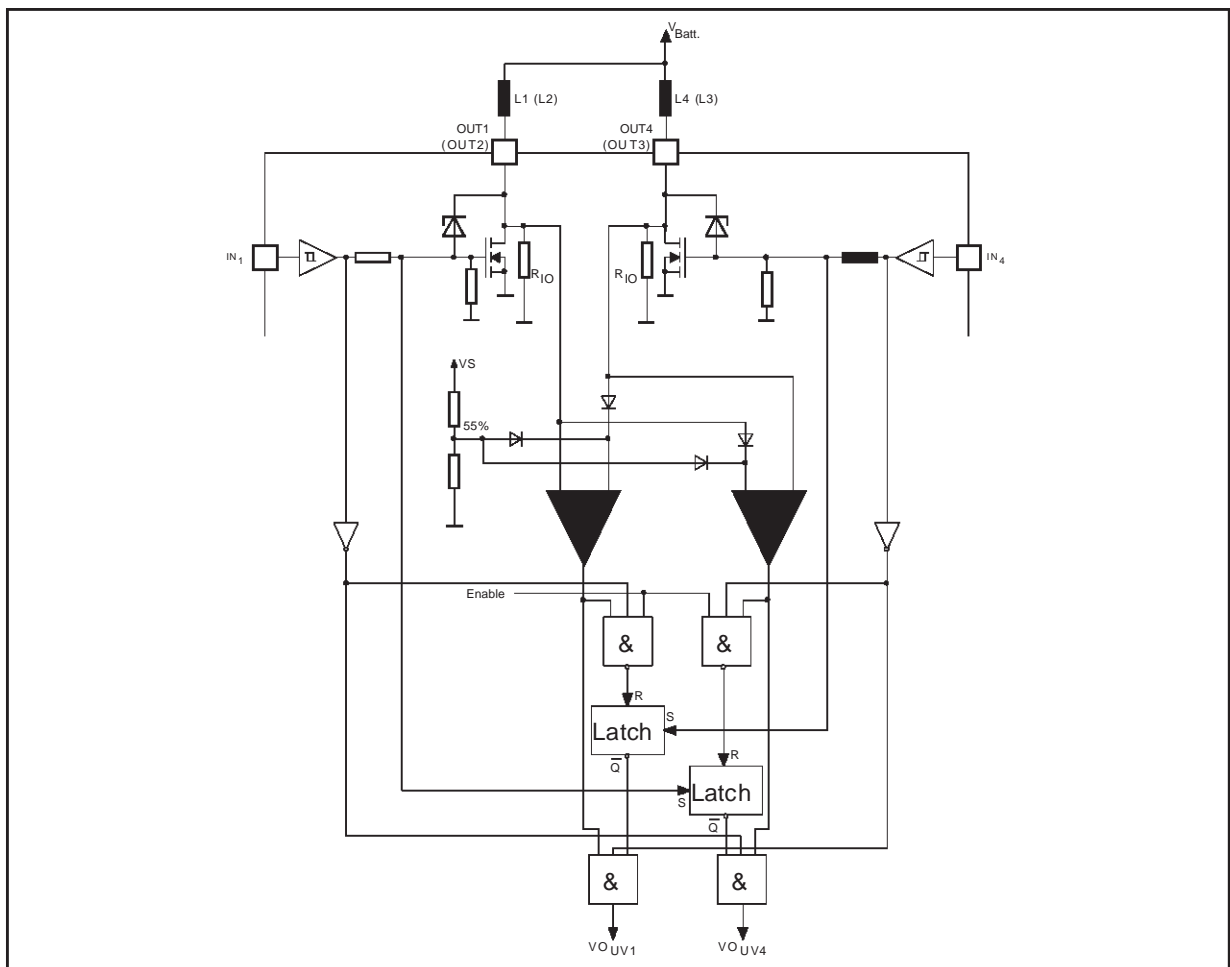 VBatt.
L1 (L2)
L4 (L3)
OUT1
(OUT2)
OUT4
(OUT3)
IN1
RIO
RIO
IN4
VS
55%
Enable
&
&
R
Latch
S
Q
R
Latch
S
Q
&
&
VOUV1
VOUV4